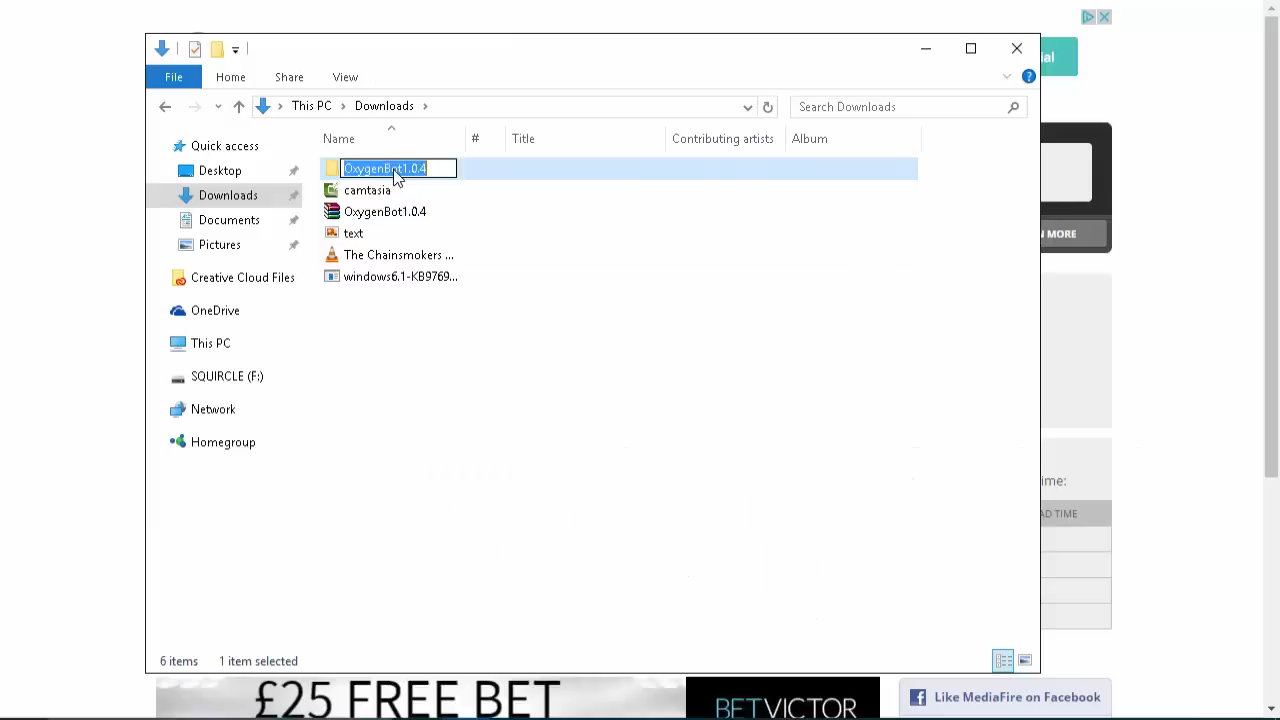 ial
File
Home
Share
View
This PC
Downloads
Search Downloads
Name
#
Title
Contributing artists
Album
OxygenBot1.0.4
camtasia
OxygenBot1.0.4
text
The Chainsmokers ...
windows6.1-KB9769...
Quick access
Desktop
Downloads
Documents
Pictures
Creative Cloud Files
OneDrive
This PC
SQUIRCLE (F:)
Network
Homegroup
N MORE
ime:
AD TIME
6 items
1 item selected
£25 FREE BET
BETVICTOR
Like MediaFire on Facebook